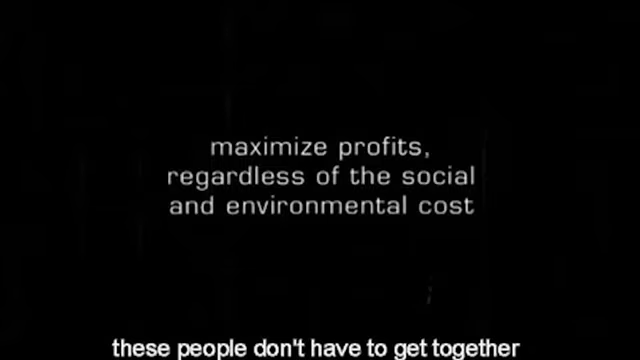 maximize profits,
regardless of the social
and environmental cost
these people don't have to get together